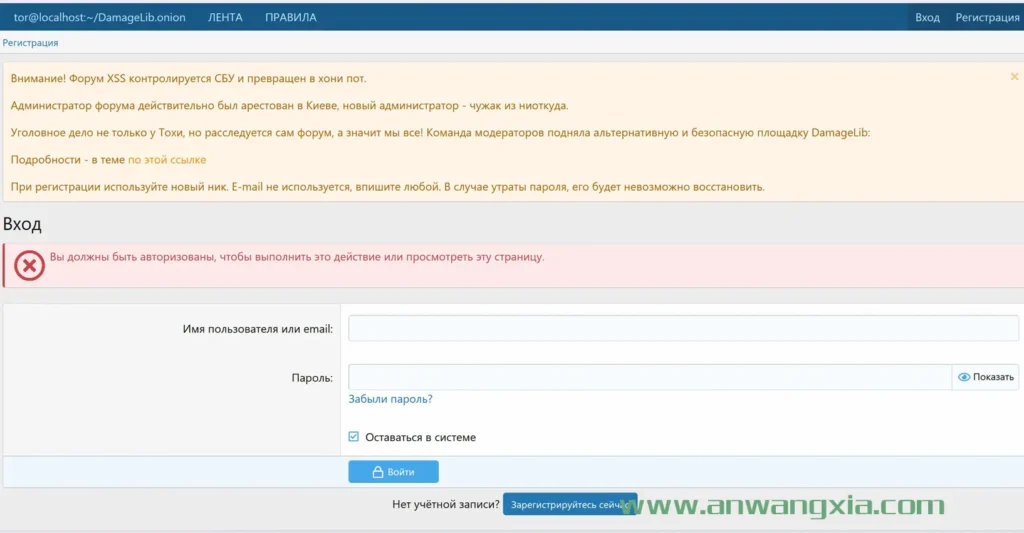 tor@localhost:~/DamageLib.onion ЛЕНТА ПРАВИЛА Вход Регистрация
Регистрация
Внимание! Форум XSS контролируется СБУ и превращен в хони пот.
Администратор форума действительно был арестован в Киеве, новый администратор - чужак из ниоткуда.
Уголовное дело не только у Тохи, но расследуется сам форум, а значит мы все! Команда модераторов подняла альтернативную и безопасную площадку DamageLib:
Подробности - в теме по этой ссылке
При регистрации используйте новый ник. E-mail не используется, впишите любой. В случае утраты пароля, его будет невозможно восстановить.
Вход
Вы должны быть авторизованы, чтобы выполнить это действие или просмотреть эту страницу.
Имя пользователя или email:
Пароль: Показать
Забыли пароль?
Оставаться в системе
Войти
Нет учётной записи? Зарегистрируйтесь сейчас
www.anwangxia.com